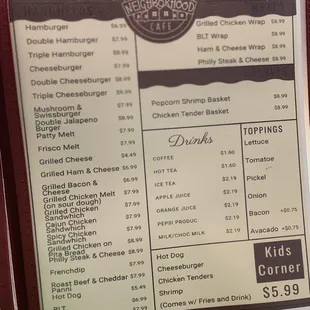 NEIGHBORHOOD
CAFÉ
Hamburger $6.99
Double Hamburger $7.99
Triple Hamburger $8.99
Cheeseburger $7.99
Double Cheeseburger $8.99
Triple Cheeseburger $9.99
Mushroom & $7.99
Swissburger
Double Jalapeno $8.99
Burger
Patty Melt $7.99
Frisco Melt $7.99
Grilled Cheese $4.49
Grilled Ham & Cheese $6.99
Grilled Bacon & $6.99
Cheese
Grilled Chicken Melt $7.99
(on sour dough)
Grilled Chicken $7.99
Sandwich
Cajun Chicken $7.99
Sandwich
Spicy Chicken $7.99
Sandwhich
Grilled Chicken on $8.99
Pita Bread
Philly Steak & Cheese $8.99
Frenchdip $7.99
Roast Beef & Cheddar $7.99
Panni
Hot Dog $5.49
BLT $6.99
Grilled Chicken Wrap $8.99
BLT Wrap $8.99
Ham & Cheese Wrap $8.99
Philly Steak & Cheese $8.99
Popcorn Shrimp Basket $8.99
Chicken Tender Basket $8.99
Drinks
COFFEE $1.60
HOT TEA $1.60
ICE TEA $2.19
APPLE JUICE $2.19
ORANGE JUICE $2.19
PEPSI PRODUC $2.19
MILK/CHOC MILK $2.19
TOPPINGS
Lettuce
Tomatoe
Pickel
Onion
Bacon +$0.75
Avacado +$0.75
Hot Dog
Cheeseburger
Chicken Tenders
Shrimp
(Comes w/ Fries and Drink)
Kids
Corner
$5.99